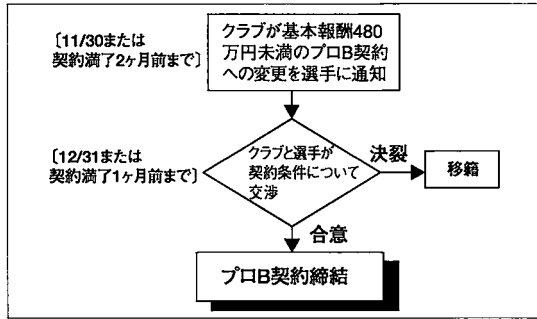 〔11/30または
契約満了2ヶ月前まで〕
クラブが基本報酬480
万円未満のプロB契約
への変更を選手に通知
〔12/31または
契約満了1ヶ月前まで〕
クラブと選手が
契約条件について
交渉
決裂
移籍
合意
プロB契約締結